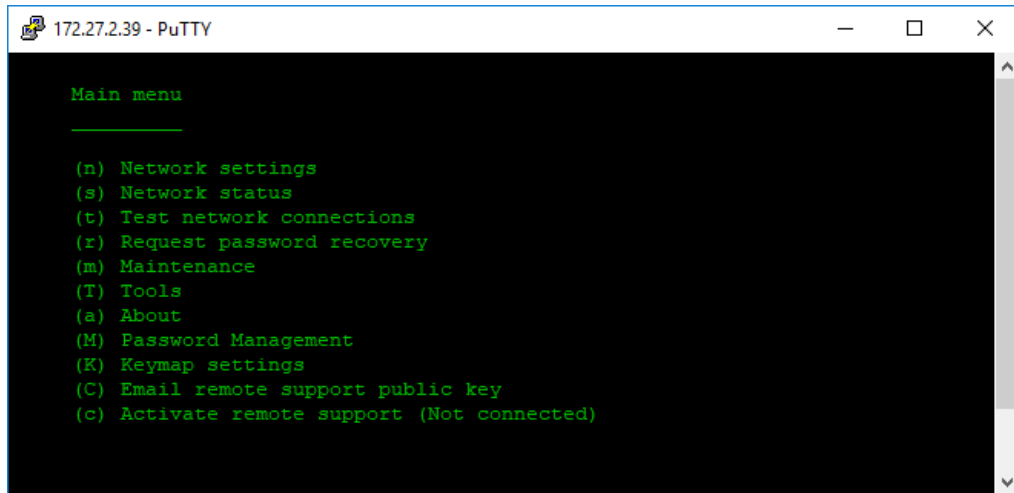 172.27.2.39 - PuTTY
Main menu
(n) Network settings
(s) Network status
(t) Test network connections
(r) Request password recovery
(m) Maintenance
(T) Tools
(a) About
(M) Password Management
(K) Keymap settings
(C) Email remote support public key
(c) Activate remote support (Not connected)